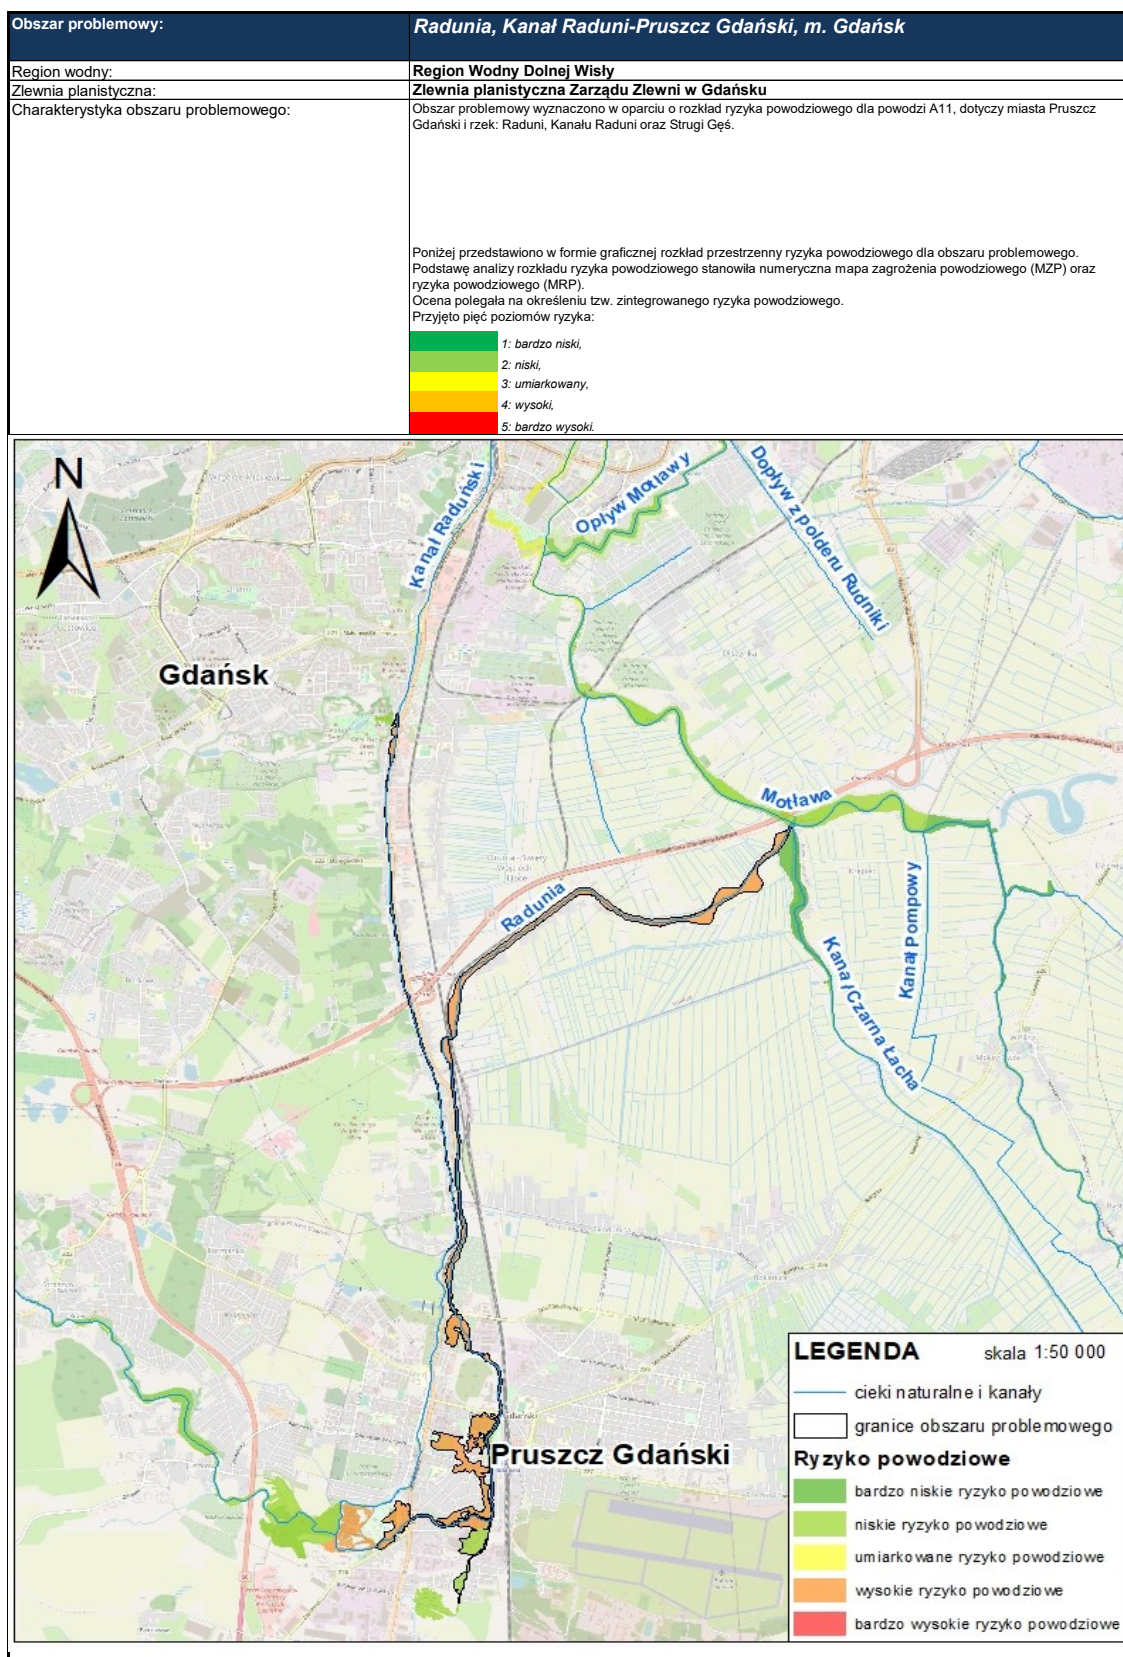 Obszar problemowy:
Radunia, Kanał Raduni-Pruszcz Gdański, m. Gdańsk
Region wodny:
Region Wodny Dolnej Wisły
Zlewnia planistyczna:
Zlewnia planistyczna Zarządu Zlewni w Gdańsku
Charakterystyka obszaru problemowego:
Obszar problemowy wyznaczono w oparciu o rozkład ryzyka powodziowego dla powodzi A11, dotyczy miasta Pruszcz
Gdański i rzek: Raduni, Kanału Raduni oraz Strugi Gęś.
Poniżej przedstawiono w formie graficznej rozkład przestrzenny ryzyka powodziowego dla obszaru problemowego.
Podstawę analizy rozkładu ryzyka powodziowego stanowiła numeryczna mapa zagrożenia powodziowego (MZP) oraz
ryzyka powodziowego (MRP).
Ocena polegała na określeniu tzw. zintegrowanego ryzyka powodziowego.
Przyjęto pięć poziomów ryzyka:
1: bardzo niski,
2: niski,
3: umiarkowany,
4: wysoki,
5: bardzo wysoki.
N
Kanał Raduński
Opływ Motławy
Dopływ z polderu Rudniki
Gdańsk
Motława
Radunia
Kanał Pompowy
Kanał Czarna Łacha
Pruszcz Gdański
LEGENDA
skala 1:50 000
cieki naturalne i kanały
granice obszaru problemowego
Ryzyko powodziowe
bardzo niskie ryzyko powodziowe
niskie ryzyko powodziowe
umiarkowane ryzyko powodziowe
wysokie ryzyko powodziowe
bardzo wysokie ryzyko powodziowe